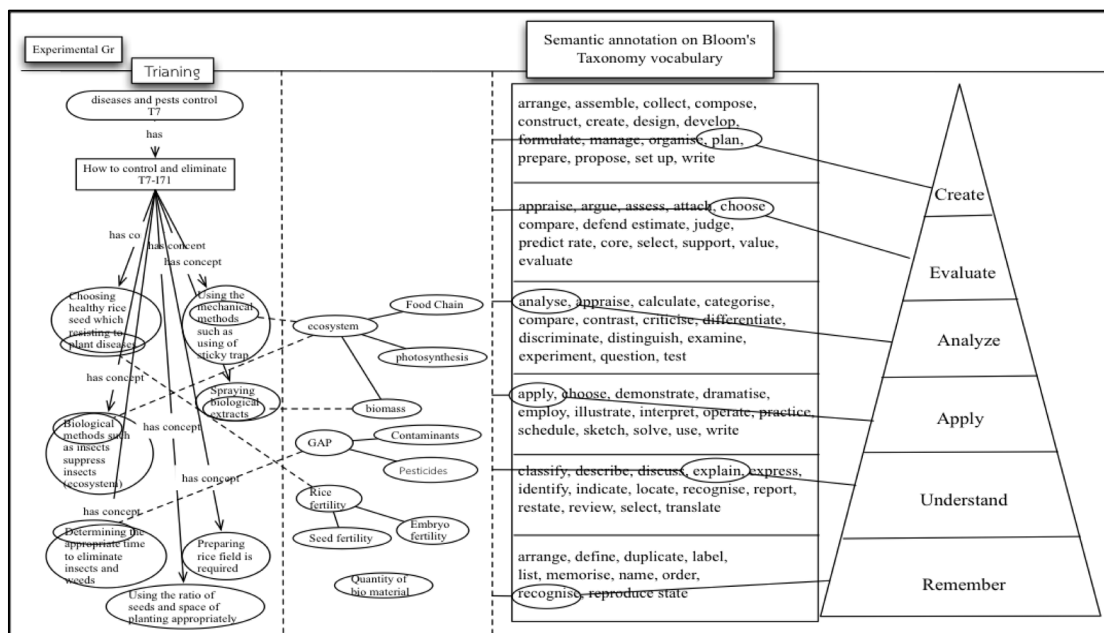 Experimental Gr
Trianing
Semantic annotation on Bloom's
Taxonomy vocabulary
diseases and pests control
T7
has
How to control and eliminate
T7-I71
has co
has concept
has concept
Choosing
healthy rice
seed which
resisting to
plant diseases
Using the
mechanical
methods
such as
using of
sticky trap
has concept
Spraying
biological
extracts
Biological
methods such
as insects
suppress
insects
(ecosystem)
has concept
has concept
has concept
Determining the
appropriate time
to eliminate
insects and
weeds
Preparing
rice field is
required
Using the ratio of
seeds and space of
planting appropriately
Food Chain
ecosystem
photosynthesis
biomass
Contaminants
GAP
Pesticides
Rice
fertility
Seed fertility
Embryo
fertility
Quantity of
bio material
arrange, assemble, collect, compose,
construct, create, design, develop,
formulate, manage, organise, plan,
prepare, propose, set up, write
appraise, argue, assess, attach, choose
compare, defend estimate, judge,
predict rate, core, select, support, value,
evaluate
analyse, appraise, calculate, categorise,
compare, contrast, criticise, differentiate,
discriminate, distinguish, examine,
experiment, question, test
apply, choose, demonstrate, dramatise,
employ, illustrate, interpret, operate, practice,
schedule, sketch, solve, use, write
classify, describe, discuss, explain, express,
identify, indicate, locate, recognise, report,
restate, review, select, translate
arrange, define, duplicate, label,
list, memorise, name, order,
recognise, reproduce state
Create
Evaluate
Analyze
Apply
Understand
Remember